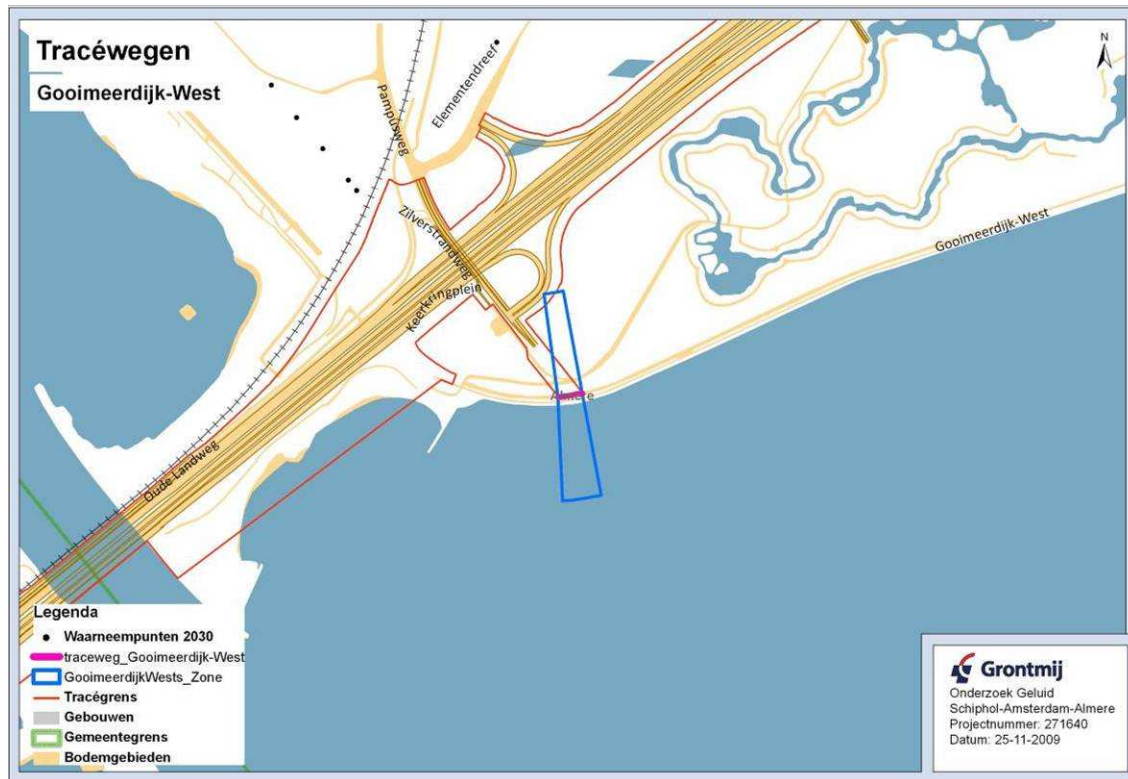 Tracéwegen
Gooimeerdijk-West
N
Elementendreef
Pampusweg
Zilverstrandweg
Keerkringplein
Gooimeerdijk-West
Almere
Oude Landweg
Legenda
Waarneempunten 2030
traceweg_Gooimeerdijk-West
GooimeerdijkWests_Zone
Tracégrens
Gebouwen
Gemeentegrens
Bodemgebieden
Grontmij
Onderzoek Geluid
Schiphol-Amsterdam-Almere
Projectnummer: 271640
Datum: 25-11-2009